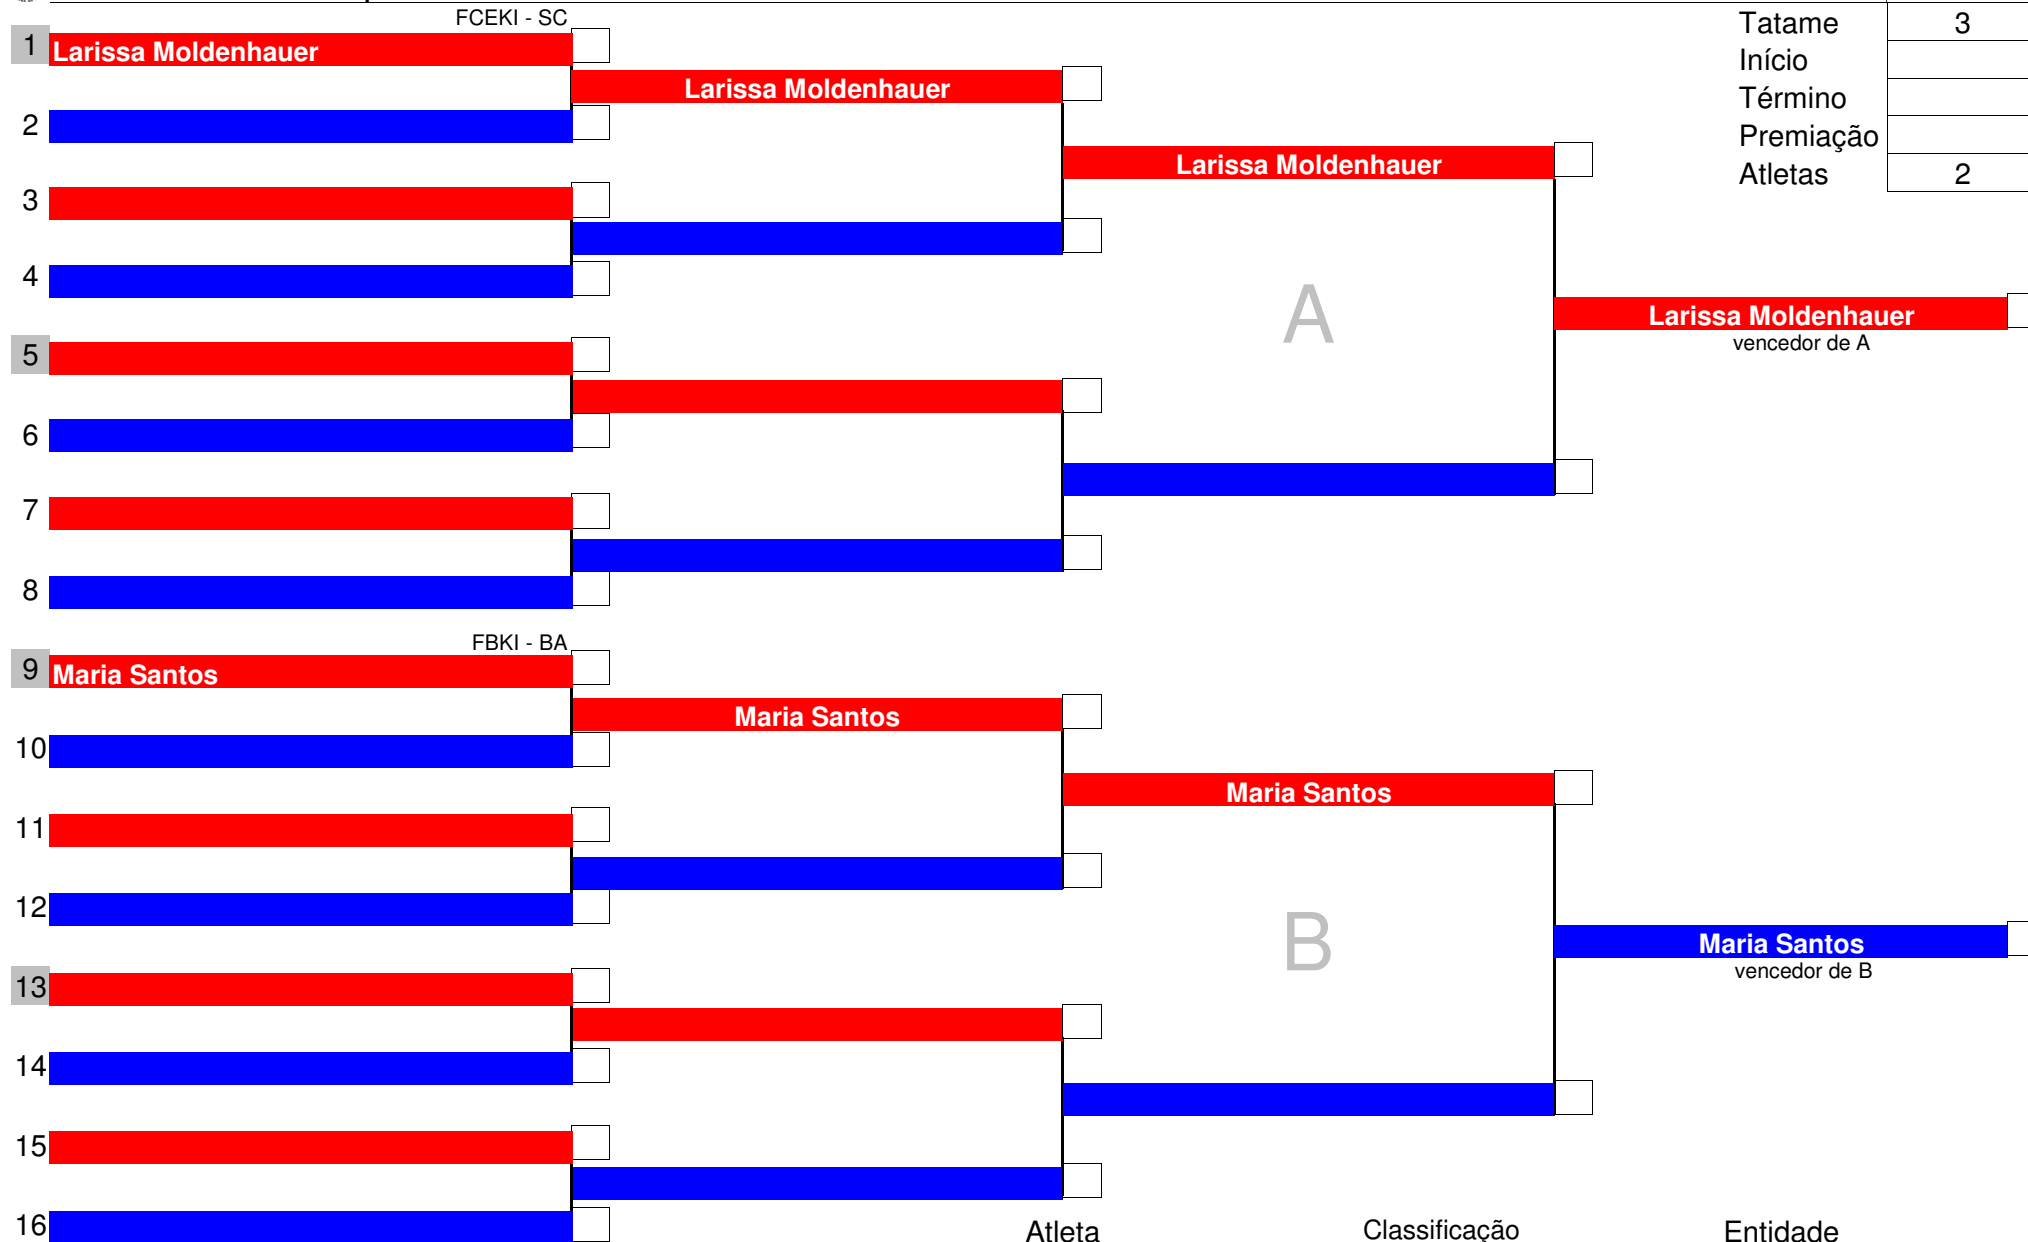 FCEKI - SC
1 Larissa Moldenhauer
Larissa Moldenhauer
2
Larissa Moldenhauer
3
4
Larissa Moldenhauer
vencedor de A
A
5
6
7
8
Tatame 3
Início
Término
Premiação
Atletas 2
FBKI - BA
9 Maria Santos
Maria Santos
10
Maria Santos
11
12
Maria Santos
vencedor de B
B
13
14
15
16
Atleta Classificação Entidade